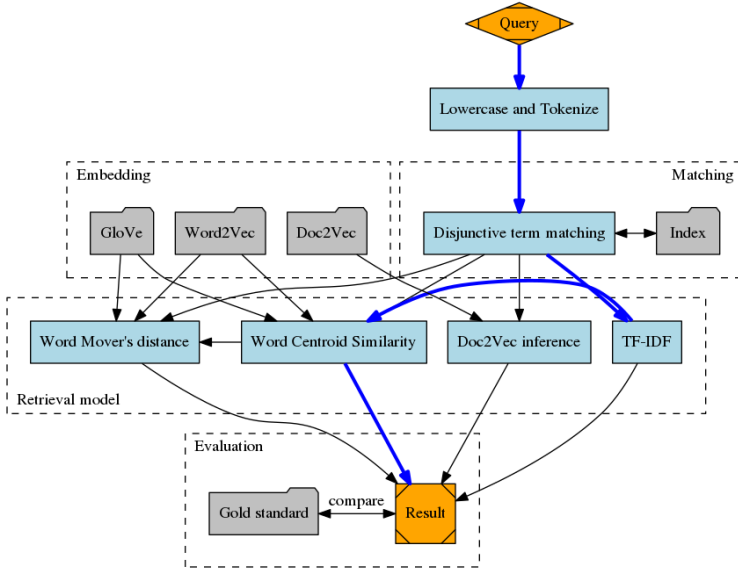 Query
Lowercase and Tokenize
Embedding
Matching
GloVe
Word2Vec
Doc2Vec
Disjunctive term matching
Index
Word Mover's distance
Word Centroid Similarity
Doc2Vec inference
TF-IDF
Retrieval model
Evaluation
Gold standard
compare
Result